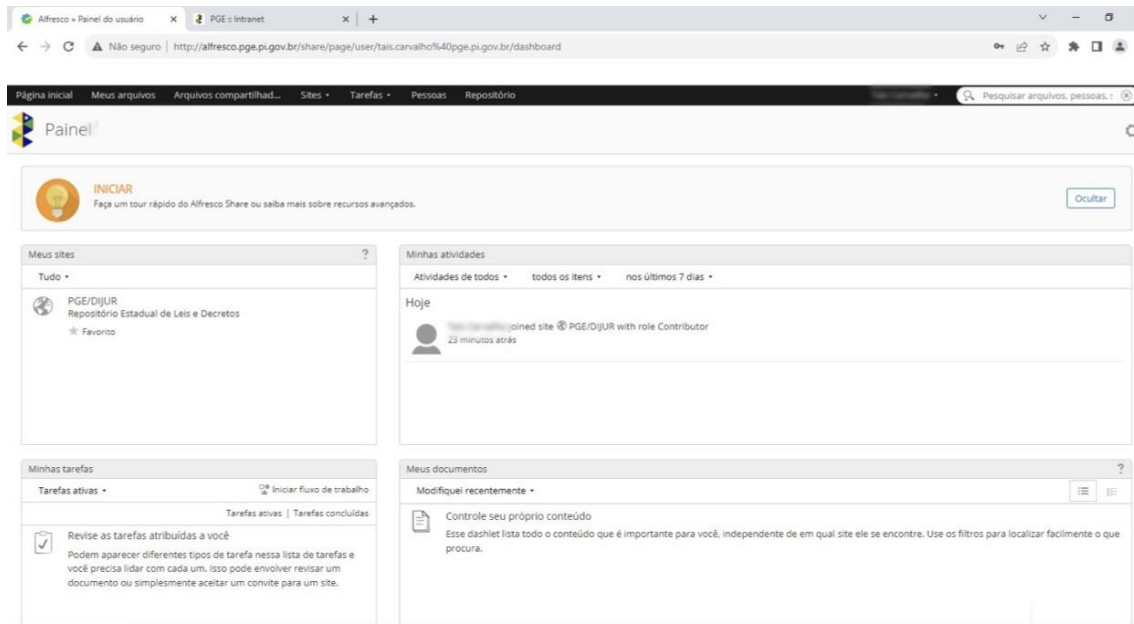 Alfresco » Painel do usuário
PGE :: Intranet
Não seguro | http://alfresco.pge.pi.gov.br/share/page/user/tais.carvalho%40pge.pi.gov.br/dashboard
Página inicial Meus arquivos Arquivos compartilhad... Sites Tarefas Pessoas Repositório
Pesquisar arquivos, pessoas,
Painel
INICIAR
Faça um tour rápido do Alfresco Share ou saiba mais sobre recursos avançados.
Ocultar
Meus sites ?
Tudo
PGE/DIJUR
Repositório Estadual de Leis e Decretos
Favorito
Minhas atividades
Atividades de todos todos os itens nos últimos 7 dias
Hoje
joined site PGE/DIJUR with role Contributor
23 minutos atrás
Minhas tarefas
Tarefas ativas Iniciar fluxo de trabalho
Tarefas ativas | Tarefas concluídas
Revise as tarefas atribuídas a você
Podem aparecer diferentes tipos de tarefa nessa lista de tarefas e
você precisa lidar com cada um. Isso pode envolver revisar um
documento ou simplesmente aceitar um convite para um site.
Meus documentos ?
Modifiquei recentemente
Controle seu próprio conteúdo
Esse dashlet lista todo o conteúdo que é importante para você, independente de em qual site ele se encontre. Use os filtros para localizar facilmente o que
procura.